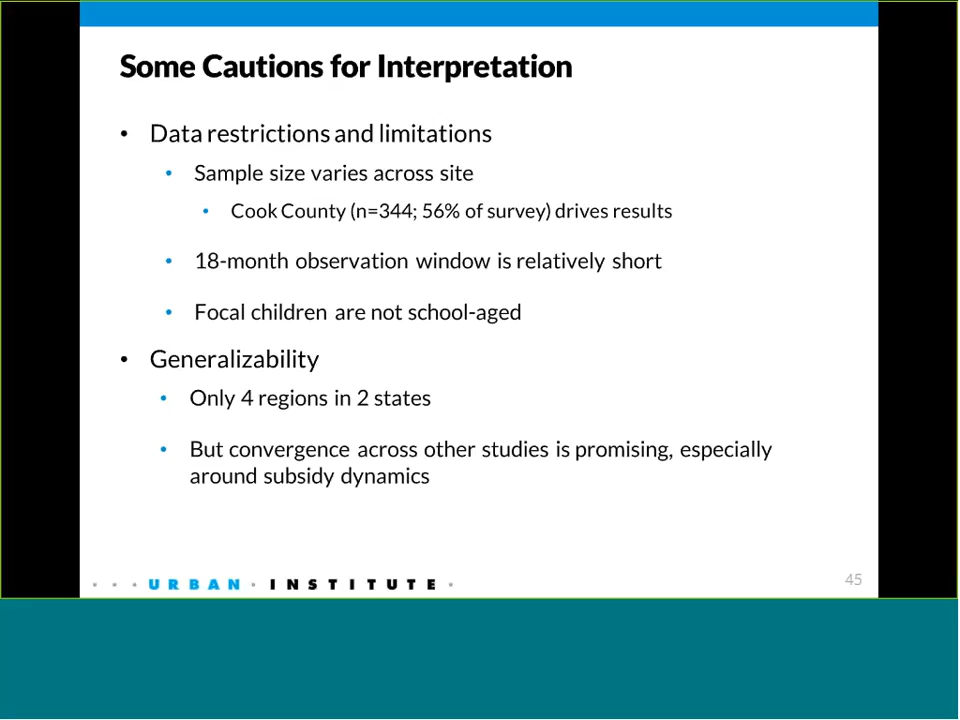 Some Cautions for Interpretation
• Data restrictions and limitations
• Sample size varies across site
• Cook County (n=344; 56% of survey) drives results
• 18-month observation window is relatively short
• Focal children are not school-aged
• Generalizability
• Only 4 regions in 2 states
• But convergence across other studies is promising, especially
around subsidy dynamics
URBAN INSTITUTE
45